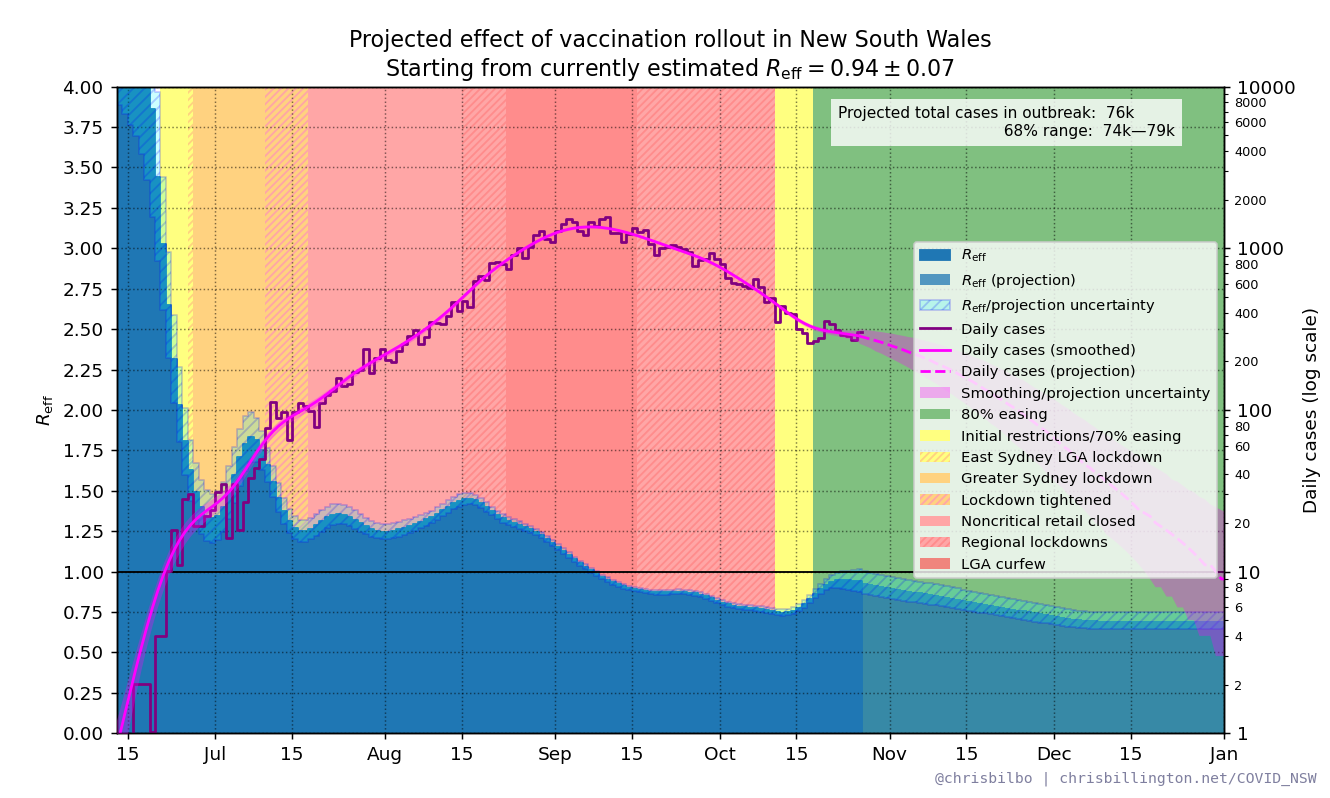 Projected effect of vaccination rollout in New South Wales
Starting from currently estimated R_eff = 0.94 ± 0.07
Projected total cases in outbreak: 76k
68% range: 74k—79k
4.00
3.75
3.50
3.25
3.00
2.75
2.50
2.25
2.00
1.75
1.50
1.25
1.00
0.75
0.50
0.25
0.00
R_eff
10000
8000
6000
4000
2000
1000
800
600
400
200
100
80
60
40
20
10
8
6
4
2
1
Daily cases (log scale)
R_eff
R_eff (projection)
R_eff/projection uncertainty
Daily cases
Daily cases (smoothed)
Daily cases (projection)
Smoothing/projection uncertainty
80% easing
Initial restrictions/70% easing
East Sydney LGA lockdown
Greater Sydney lockdown
Lockdown tightened
Noncritical retail closed
Regional lockdowns
LGA curfew
15 Jul 15 Aug 15 Sep 15 Oct 15 Nov 15 Dec 15 Jan
@chrisbilbo | chrisbillington.net/COVID_NSW